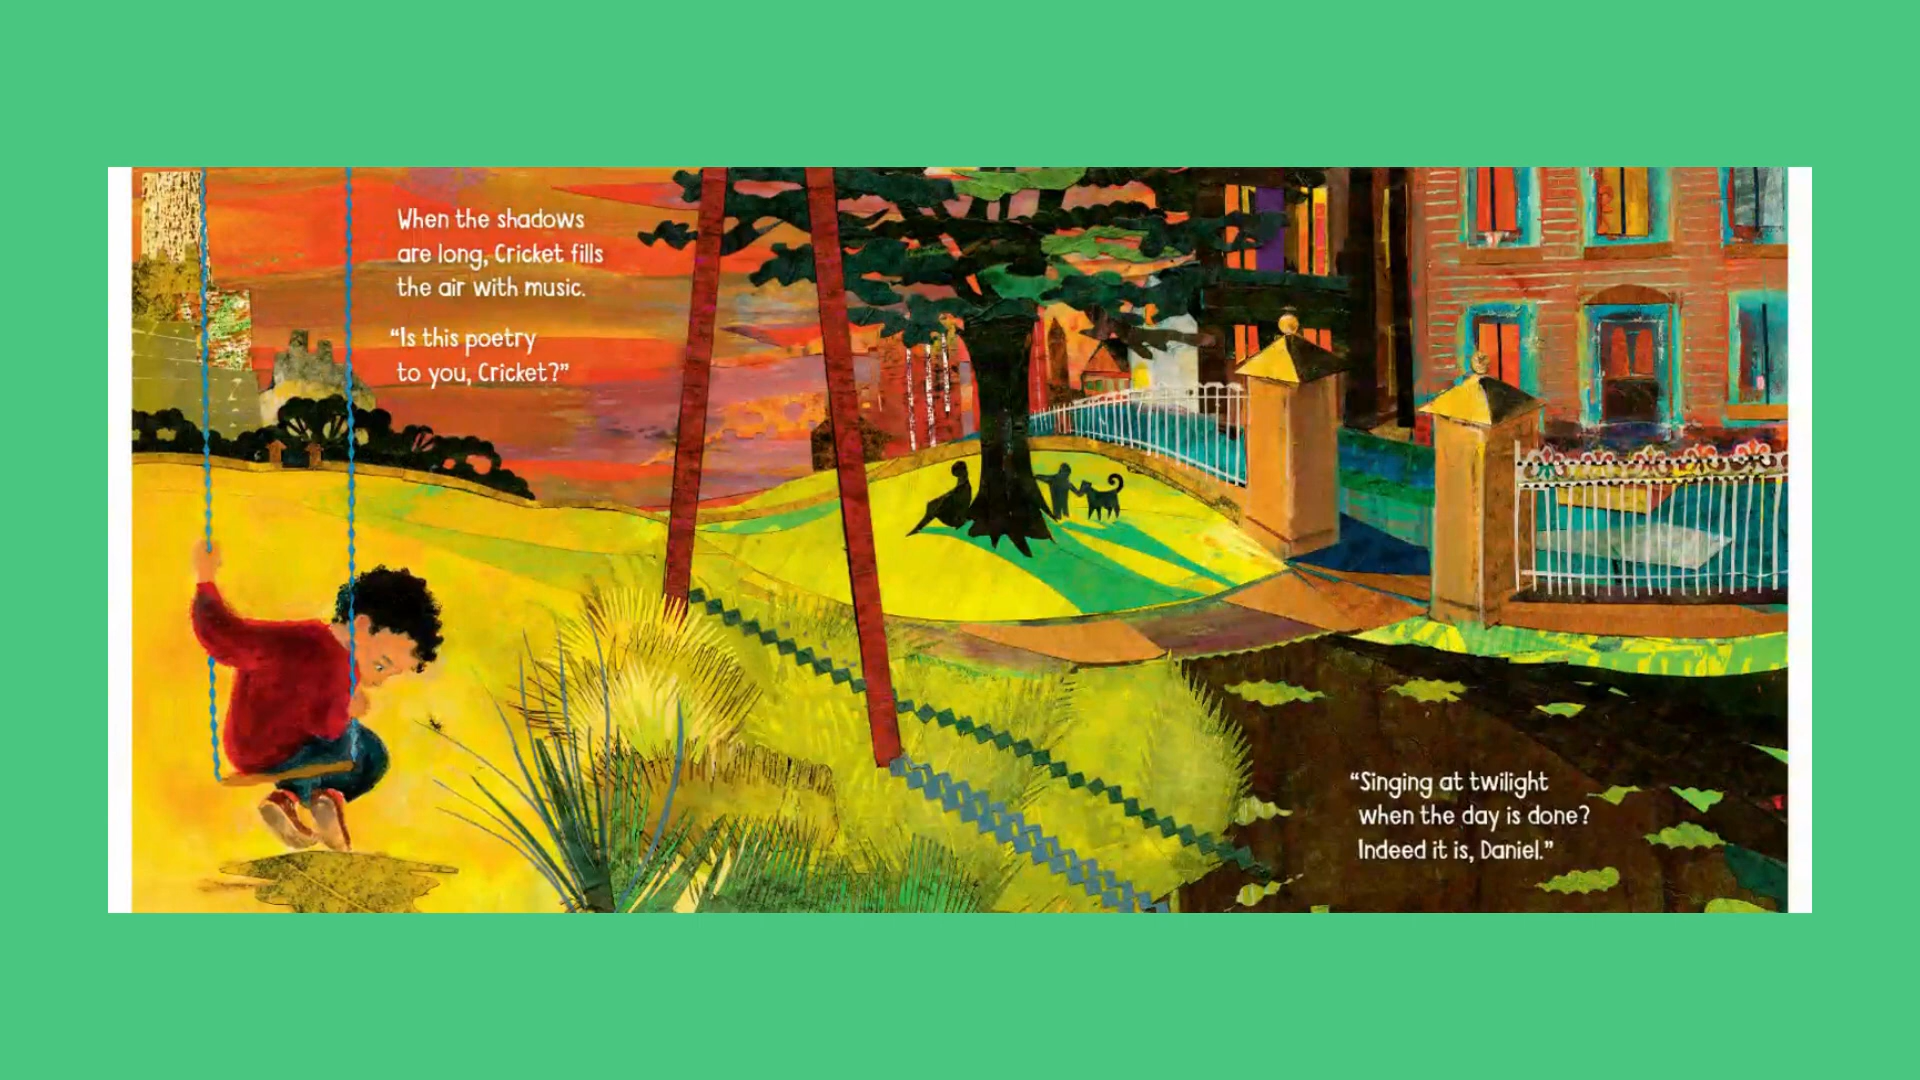 When the shadows
are long, Cricket fills
the air with music.
“Is this poetry
to you, Cricket?”
“Singing at twilight
when the day is done?
Indeed it is, Daniel.”